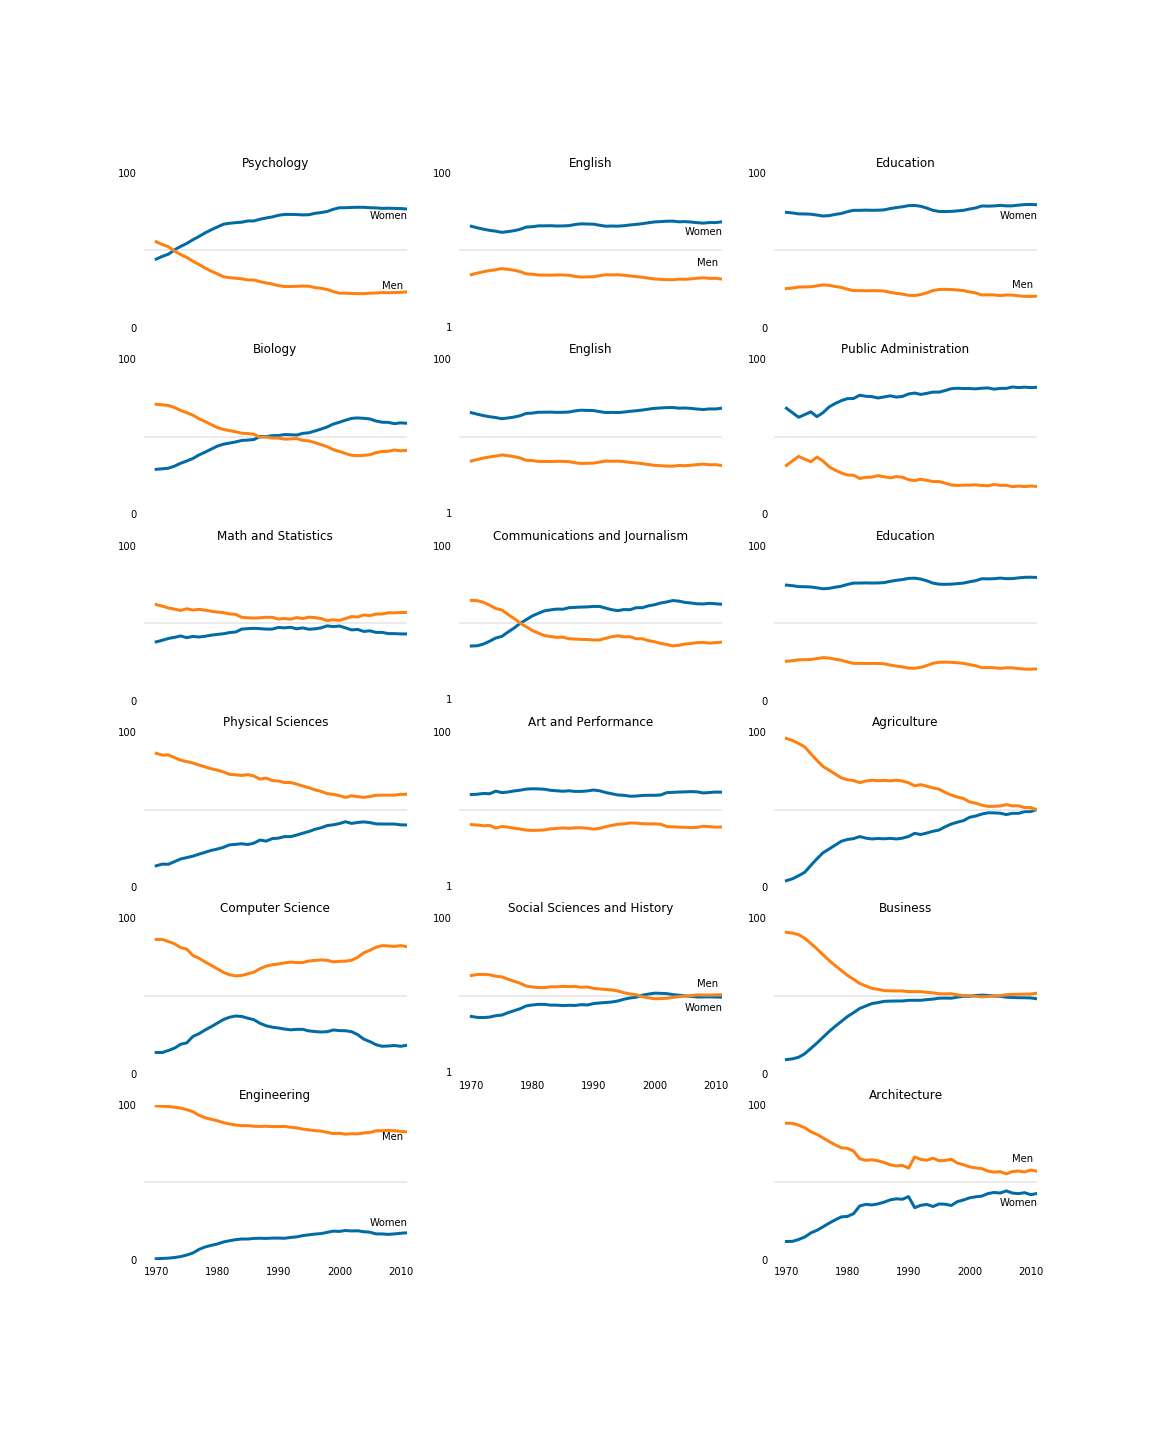 Psychology
English
Education
100
100
100
Women
Women
Women
Men
Men
Men
0
1
0
Biology
English
Public Administration
100
100
100
0
1
0
Math and Statistics
Communications and Journalism
Education
100
100
100
0
1
0
Physical Sciences
Art and Performance
Agriculture
100
100
100
0
1
0
Computer Science
Social Sciences and History
Business
100
100
100
Men
Women
0
1
0
1970 1980 1990 2000 2010
Engineering
Architecture
100
100
Men
Men
Women
Women
0
0
1970 1980 1990 2000 2010
1970 1980 1990 2000 2010